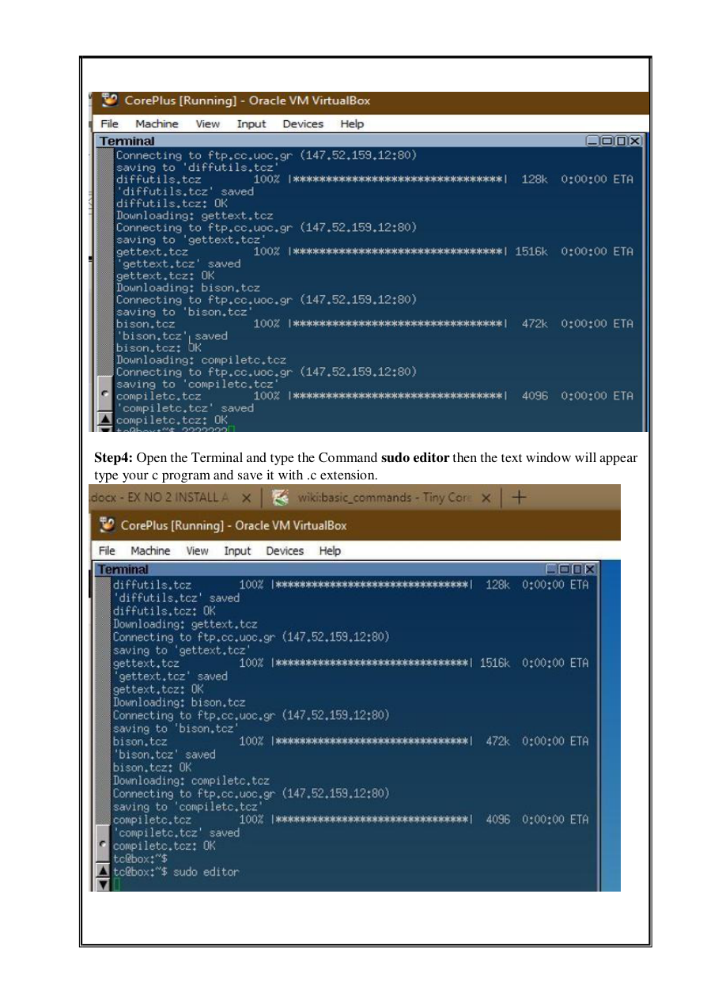 CorePlus [Running] - Oracle VM VirtualBox
File Machine View Input Devices Help
Terminal
Connecting to ftp.cc.uoc.gr (147.52.159.12:80)
saving to 'diffutils.tcz'
diffutils.tcz 100% |********************************| 128k 0:00:00 ETA
'diffutils.tcz' saved
diffutils.tcz: OK
Downloading: gettext.tcz
Connecting to ftp.cc.uoc.gr (147.52.159.12:80)
saving to 'gettext.tcz'
gettext.tcz 100% |********************************| 1516k 0:00:00 ETA
'gettext.tcz' saved
gettext.tcz: OK
Downloading: bison.tcz
Connecting to ftp.cc.uoc.gr (147.52.159.12:80)
saving to 'bison.tcz'
bison.tcz 100% |********************************| 472k 0:00:00 ETA
'bison.tcz' saved
bison.tcz: OK
Downloading: compiletc.tcz
Connecting to ftp.cc.uoc.gr (147.52.159.12:80)
saving to 'compiletc.tcz'
compiletc.tcz 100% |********************************| 4096 0:00:00 ETA
'compiletc.tcz' saved
compiletc.tcz: OK
tc@box:~$ ???????
Step4: Open the Terminal and type the Command sudo editor then the text window will appear
type your c program and save it with .c extension.
.docx - EX NO 2 INSTALL A × wiki:basic_commands - Tiny Core × +
CorePlus [Running] - Oracle VM VirtualBox
File Machine View Input Devices Help
Terminal
diffutils.tcz 100% |********************************| 128k 0:00:00 ETA
'diffutils.tcz' saved
diffutils.tcz: OK
Downloading: gettext.tcz
Connecting to ftp.cc.uoc.gr (147.52.159.12:80)
saving to 'gettext.tcz'
gettext.tcz 100% |********************************| 1516k 0:00:00 ETA
'gettext.tcz' saved
gettext.tcz: OK
Downloading: bison.tcz
Connecting to ftp.cc.uoc.gr (147.52.159.12:80)
saving to 'bison.tcz'
bison.tcz 100% |********************************| 472k 0:00:00 ETA
'bison.tcz' saved
bison.tcz: OK
Downloading: compiletc.tcz
Connecting to ftp.cc.uoc.gr (147.52.159.12:80)
saving to 'compiletc.tcz'
compiletc.tcz 100% |********************************| 4096 0:00:00 ETA
'compiletc.tcz' saved
compiletc.tcz: OK
tc@box:~$
tc@box:~$ sudo editor